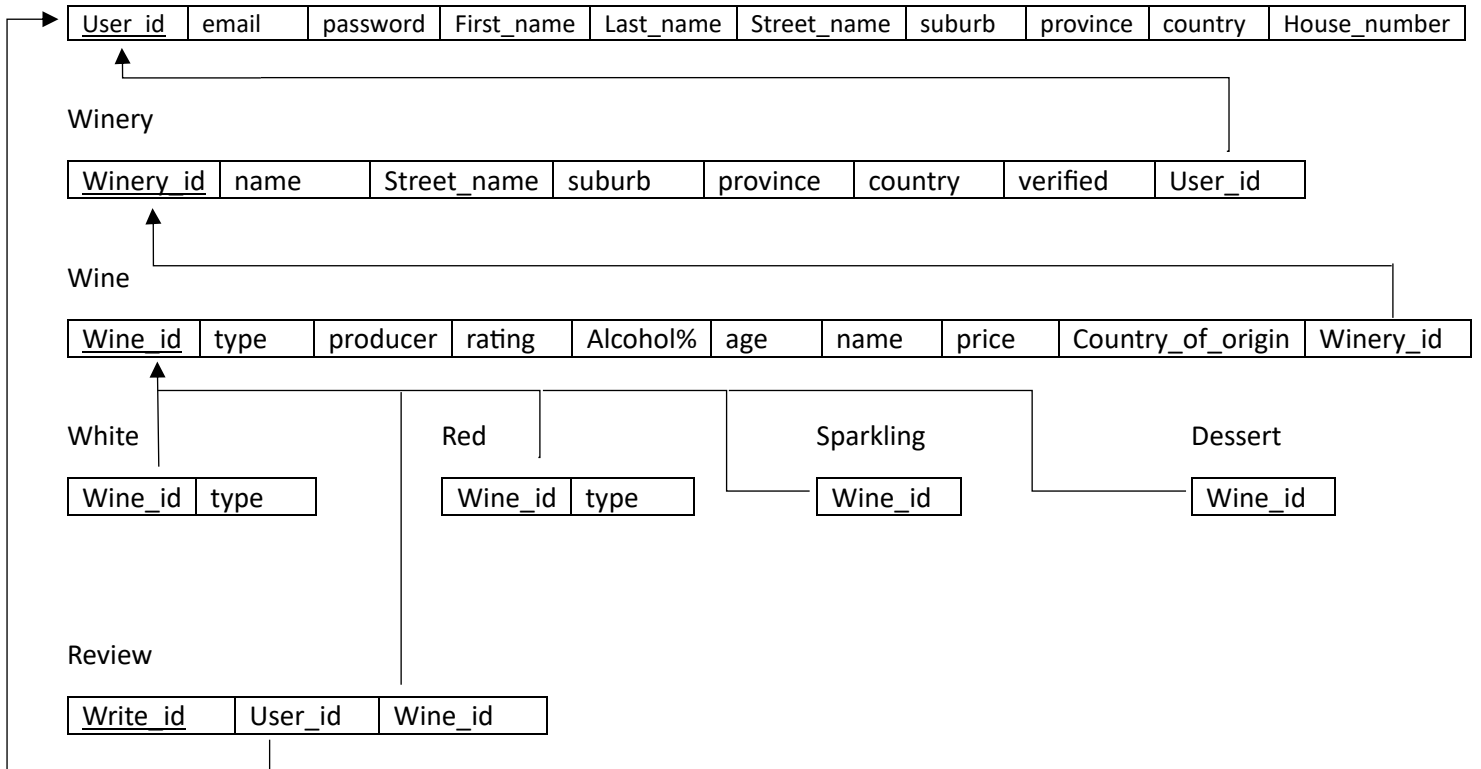 User_id email password First_name Last_name Street_name suburb province country House_number
Winery
Winery_id name Street_name suburb province country verified User_id
Wine
Wine_id type producer rating Alcohol% age name price Country_of_origin Winery_id
White Red Sparkling Dessert
Wine_id type Wine_id type Wine_id Wine_id
Review
Write_id User_id Wine_id